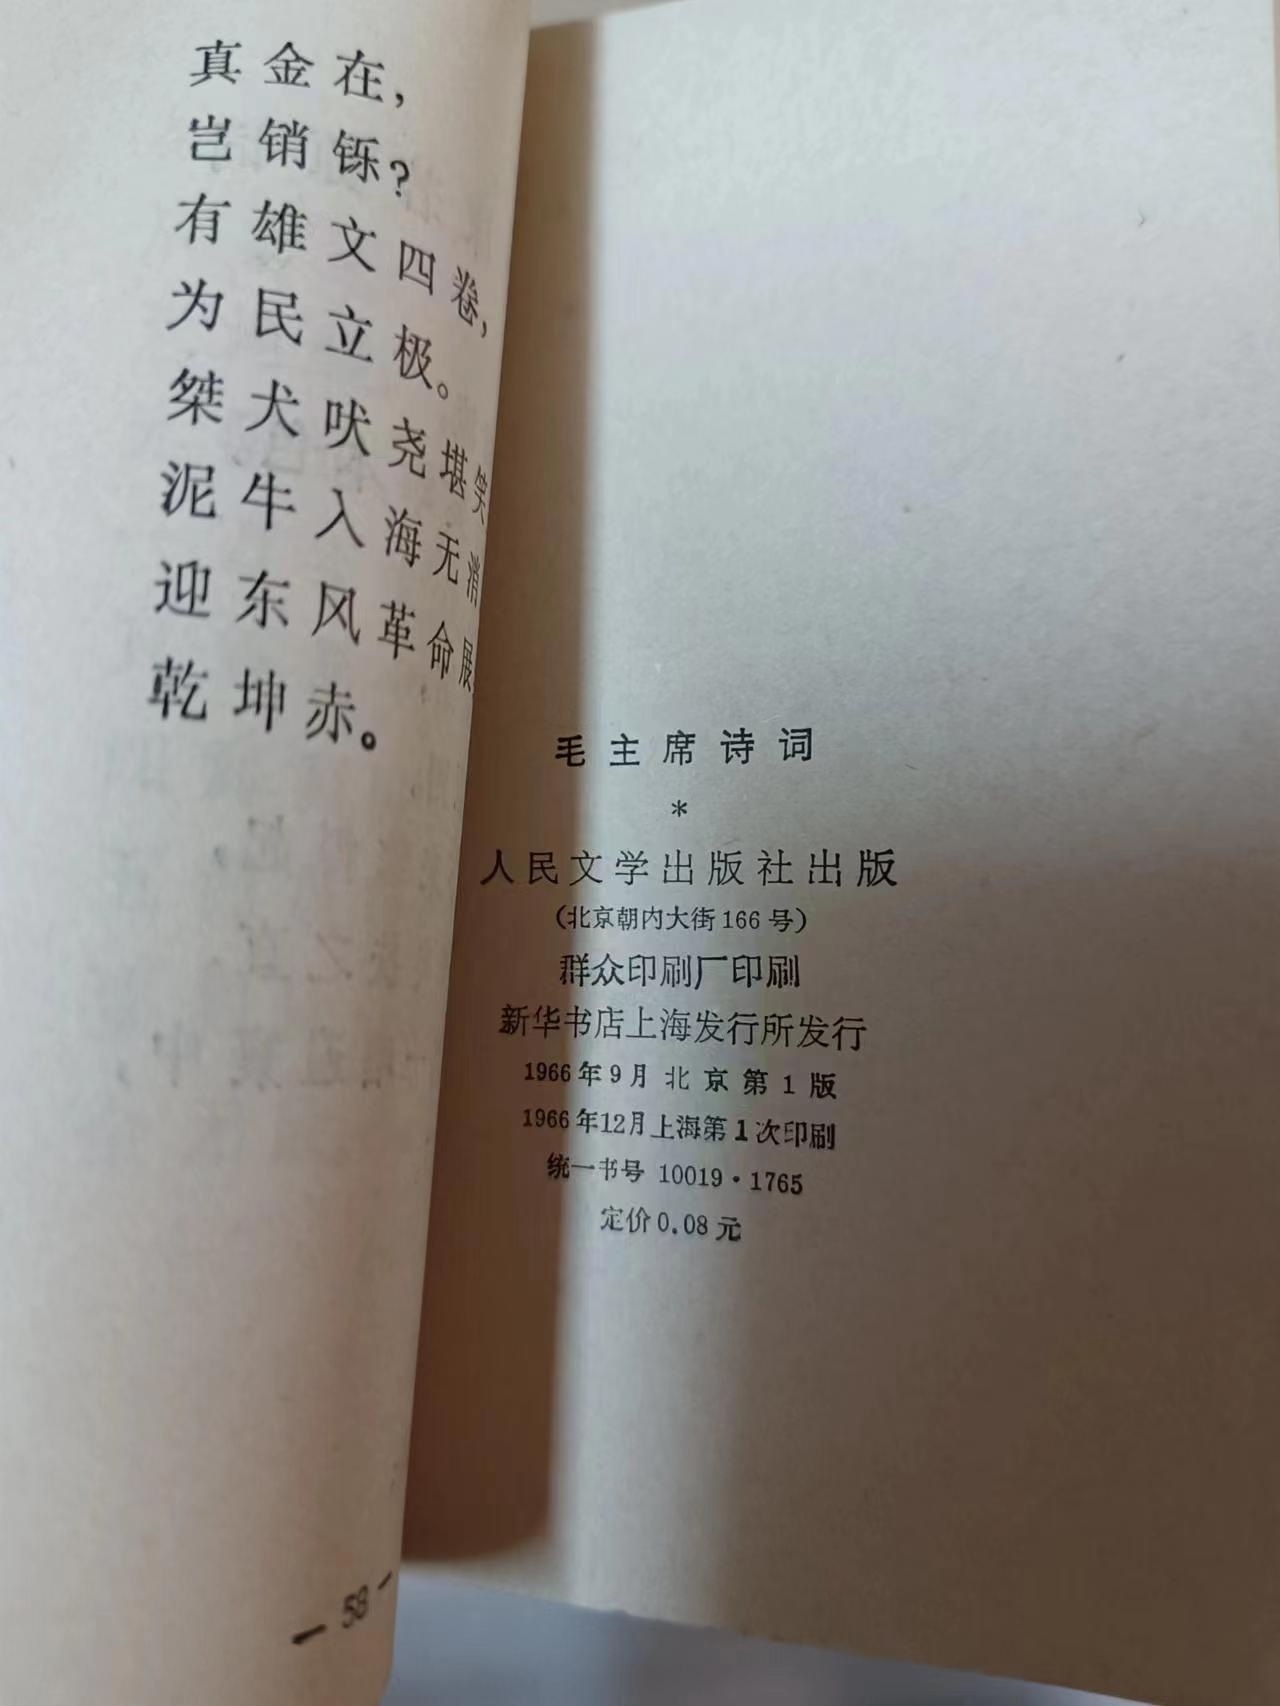 真金在，
岂销铄？
有雄文四卷，
为民立极。
桀犬吠尧堪笑
泥牛入海无消
迎东风革命展
乾坤赤。
— 58 —
毛主席诗词
*
人民文学出版社出版
（北京朝内大街166号）
群众印刷厂印刷
新华书店上海发行所发行
1966年9月北京第1版
1966年12月上海第1次印刷
统一书号 10019·1765
定价0.08元